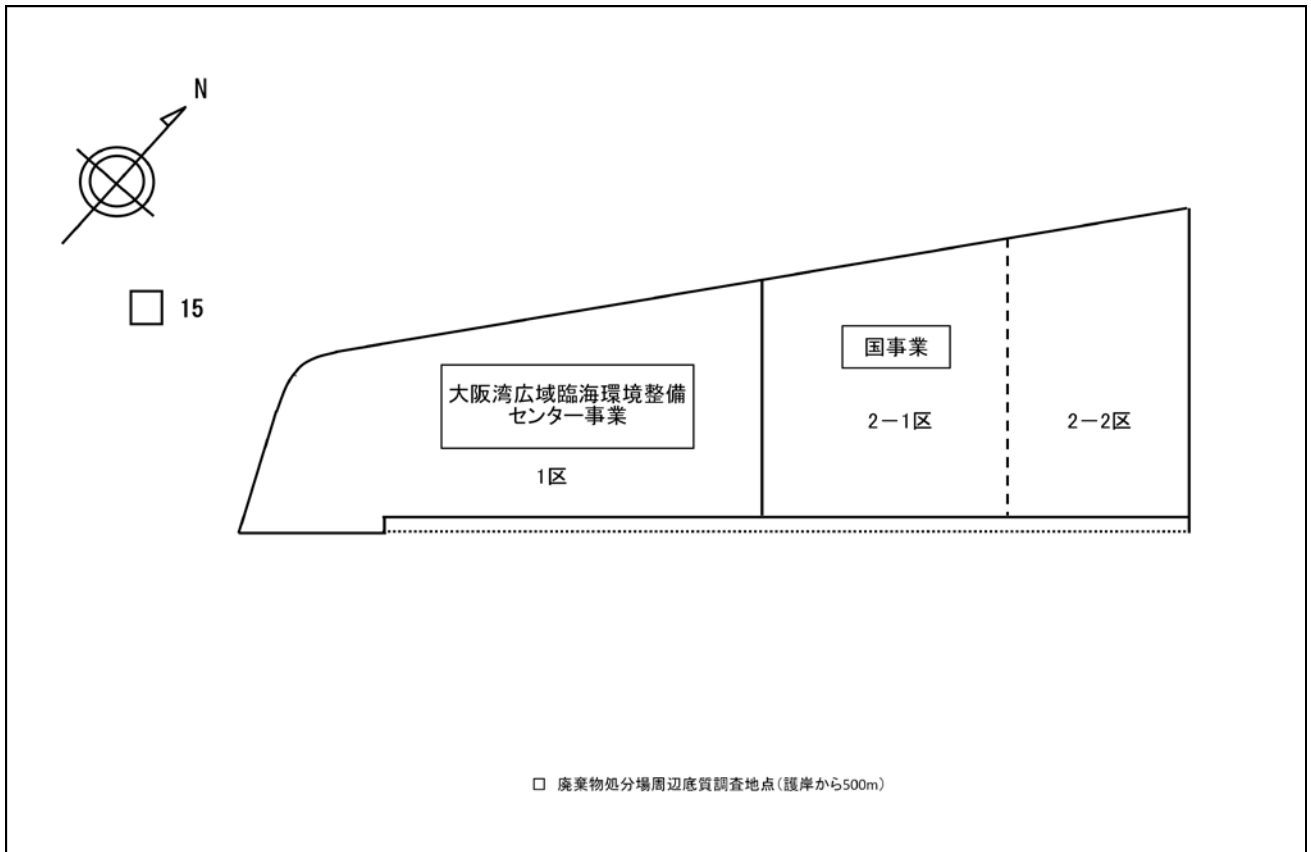 N
15
国事業
大阪湾広域臨海環境整備
センター事業
2-1区
2-2区
1区
□ 廃棄物処分場周辺底質調査地点(護岸から500m)